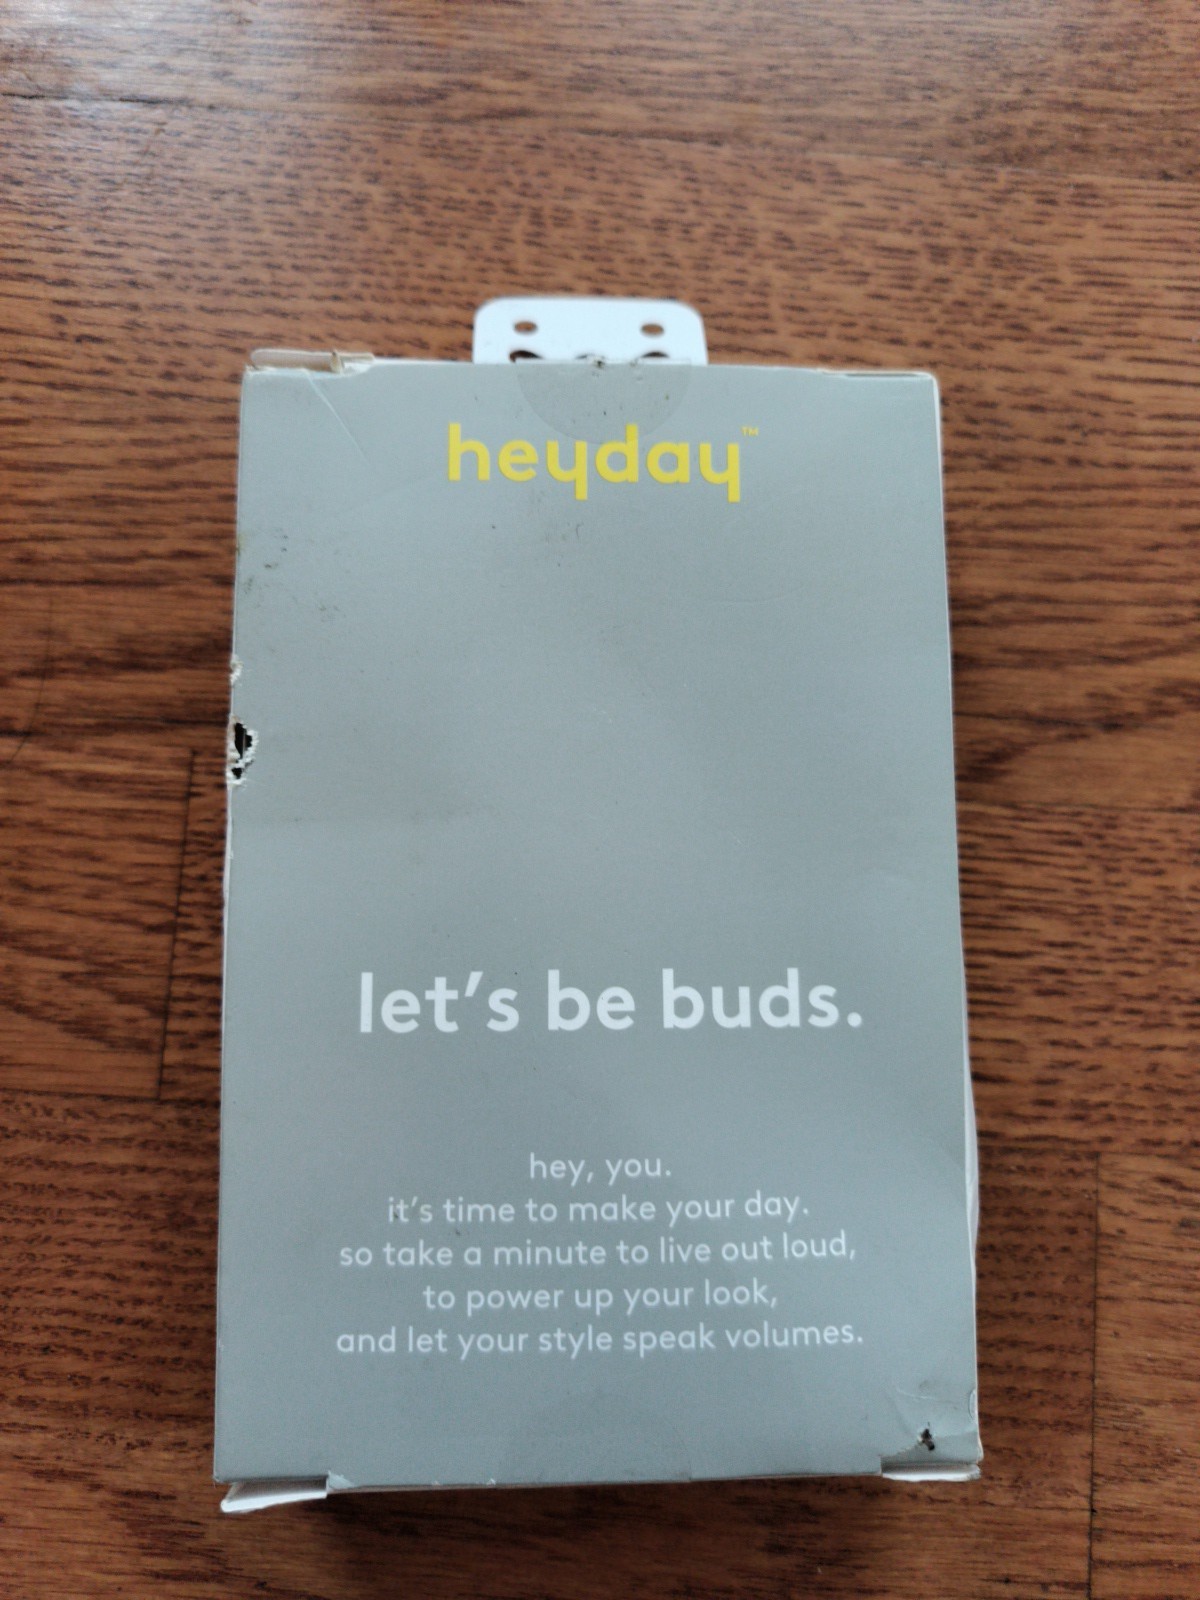 heyday™
let's be buds.
hey, you.
it's time to make your day.
so take a minute to live out loud,
to power up your look,
and let your style speak volumes.